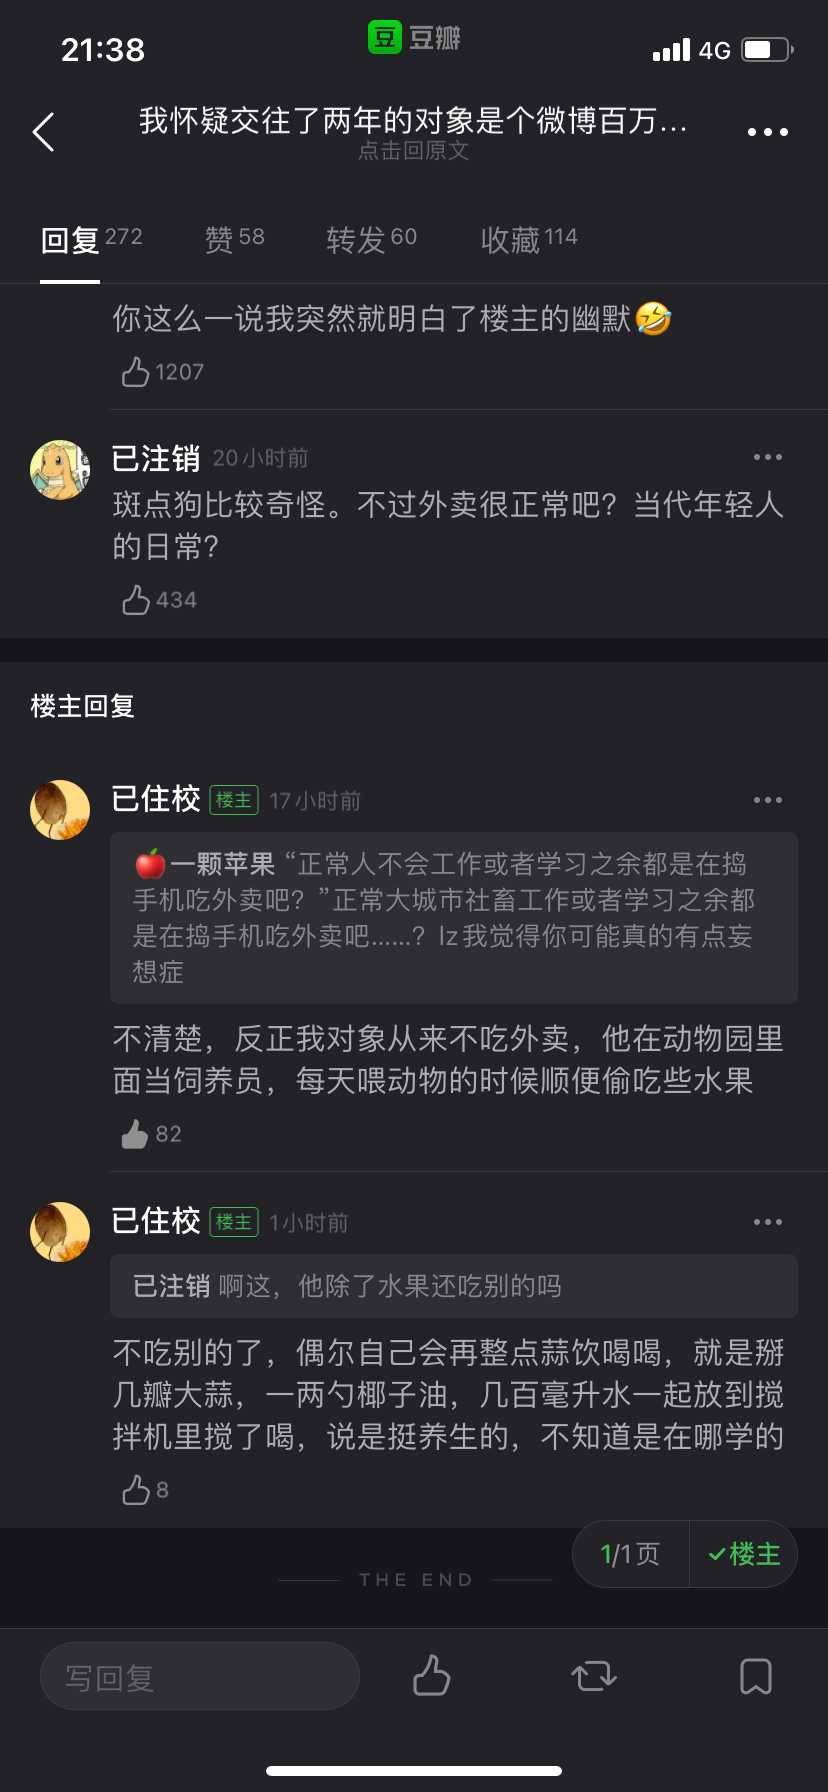 21:38
豆 豆瓣
4G
我怀疑交往了两年的对象是个微博百万...
点击回原文
回复 272 赞 58 转发 60 收藏 114
你这么一说我突然就明白了楼主的幽默🤣
1207
已注销 20小时前
斑点狗比较奇怪。不过外卖很正常吧？当代年轻人
的日常？
434
楼主回复
已住校 楼主 17小时前
🍎一颗苹果 “正常人不会工作或者学习之余都是在捣
手机吃外卖吧？”正常大城市社畜工作或者学习之余都
是在捣手机吃外卖吧……？lz我觉得你可能真的有点妄
想症
不清楚，反正我对象从来不吃外卖，他在动物园里
面当饲养员，每天喂动物的时候顺便偷吃些水果
82
已住校 楼主 1小时前
已注销 啊这，他除了水果还吃别的吗
不吃别的了，偶尔自己会再整点蒜饮喝喝，就是掰
几瓣大蒜，一两勺椰子油，几百毫升水一起放到搅
拌机里搅了喝，说是挺养生的，不知道是在哪学的
8
1/1页 楼主
THE END
写回复